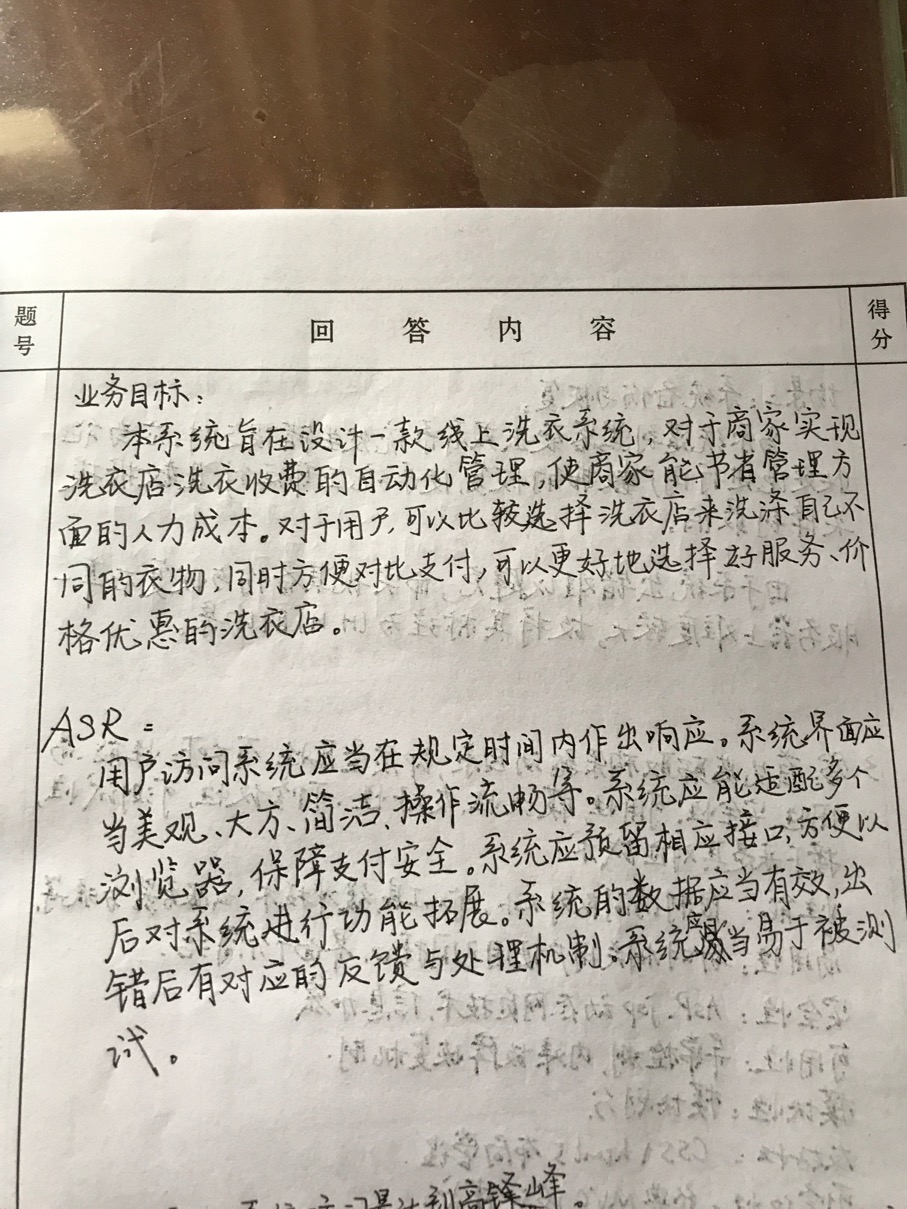 题号 回答内容 得分
业务目标：
本系统旨在设计一款线上洗衣系统，对于商家实现
洗衣店洗衣收费的自动化管理，使商家能节省管理方
面的人力成本。对于用户，可以比较选择洗衣店来洗涤自己不
同的衣物，同时方便对比支付，可以更好地选择好服务、价
格优惠的洗衣店。
ASR：
用户访问系统应当在规定时间内作出响应。系统界面应
当美观、大方、简洁、操作流畅等。系统应能适配多个
浏览器，保障支付安全。系统应预留相应接口，方便以
后对系统进行功能拓展。系统的数据应当有效，出
错后有对应的反馈与处理机制。系统应当易于被测
试。
达到高峰。